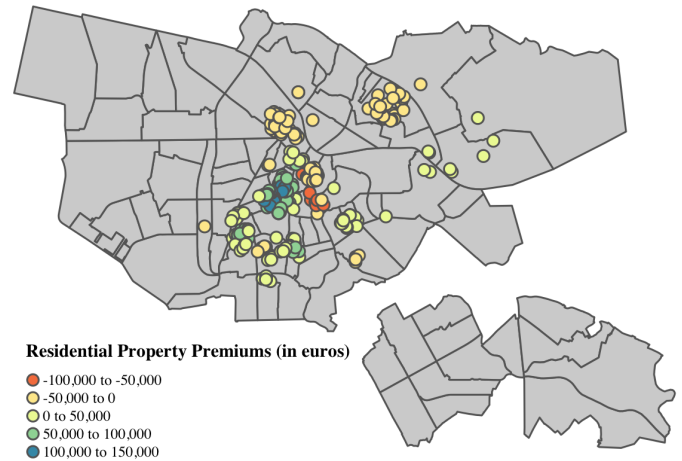 Residential Property Premiums (in euros)
-100,000 to -50,000
-50,000 to 0
0 to 50,000
50,000 to 100,000
100,000 to 150,000